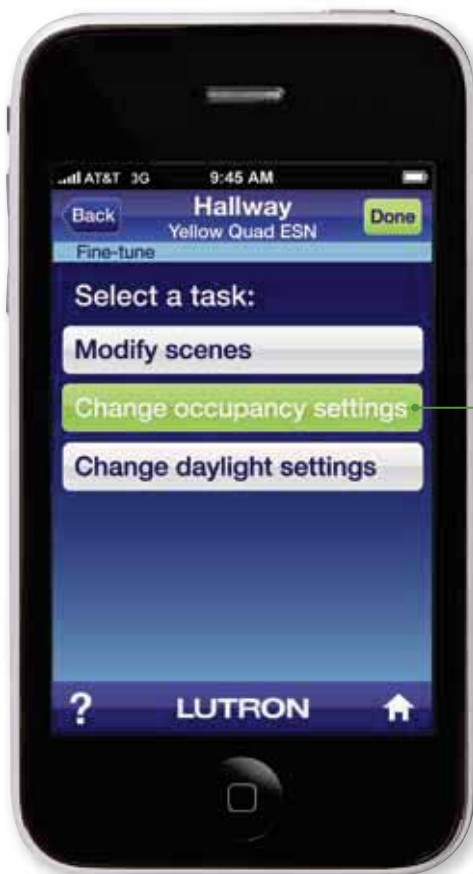 AT&T 3G 9:45 AM
Back Hallway Done
Yellow Quad ESN
Fine-tune
Select a task:
Modify scenes
Change occupancy settings
Change daylight settings
? LUTRON